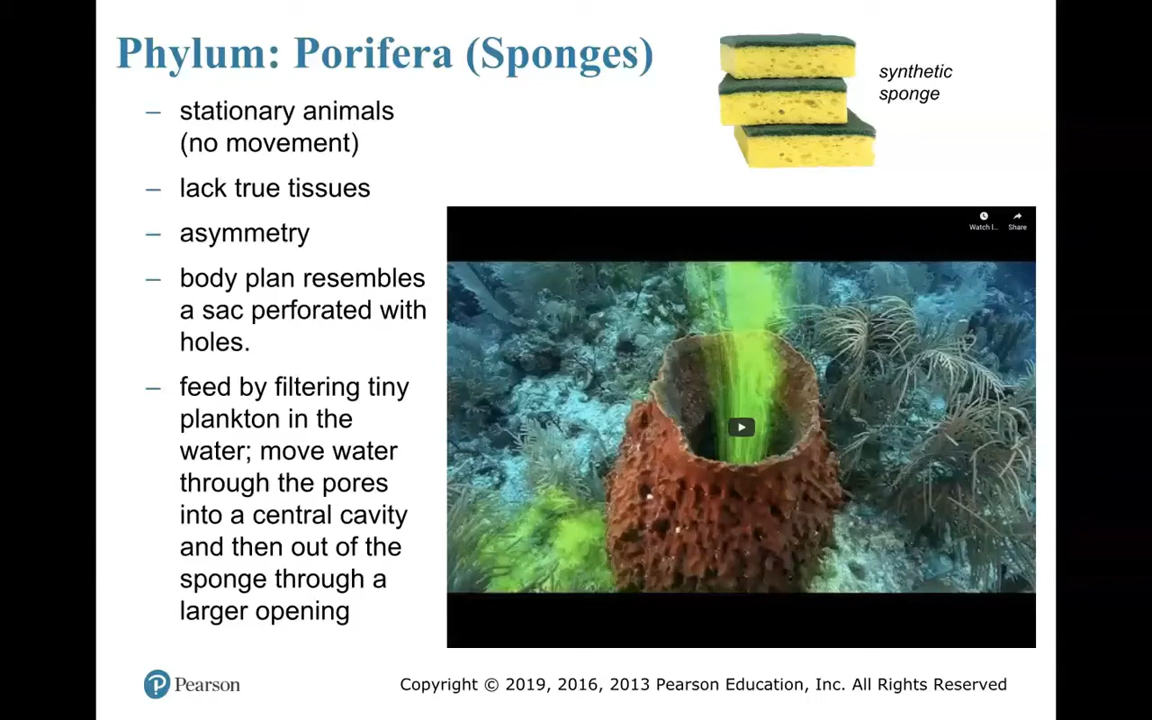 Phylum: Porifera (Sponges)
synthetic
sponge
– stationary animals
(no movement)
– lack true tissues
– asymmetry
– body plan resembles
a sac perforated with
holes.
– feed by filtering tiny
plankton in the
water; move water
through the pores
into a central cavity
and then out of the
sponge through a
larger opening
Watch l...
Share
Pearson
Copyright © 2019, 2016, 2013 Pearson Education, Inc. All Rights Reserved